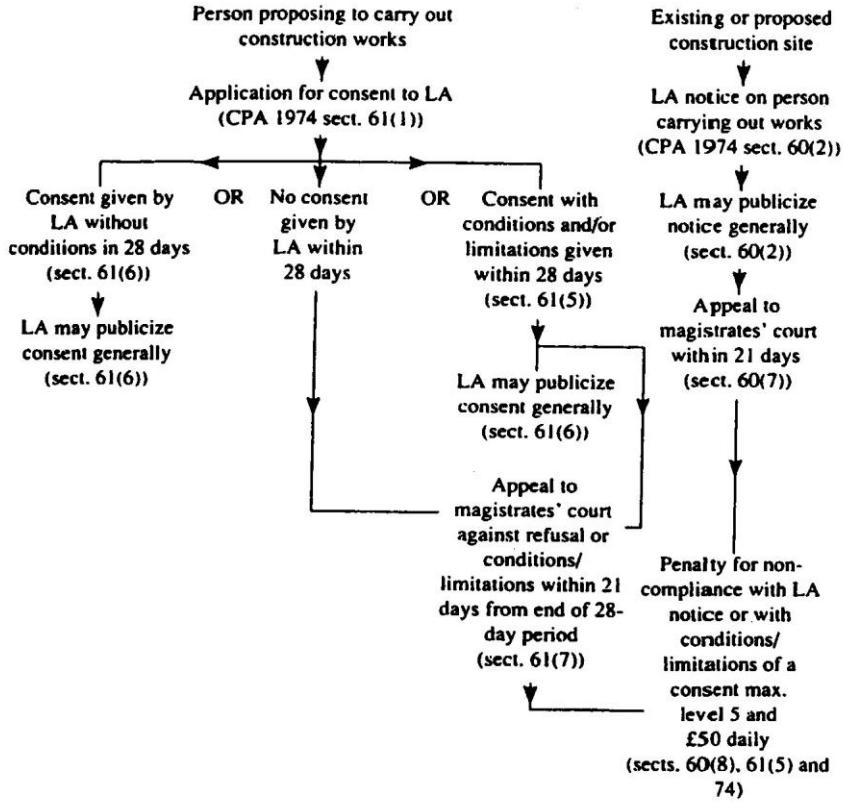 Person proposing to carry out
construction works
Application for consent to LA
(CPA 1974 sect. 61(1))
Consent given by
LA without
conditions in 28 days
(sect. 61(6))
OR
No consent
given by
LA within
28 days
OR
Consent with
conditions and/or
limitations given
within 28 days
(sect. 61(5))
LA may publicize
consent generally
(sect. 61(6))
LA may publicize
consent generally
(sect. 61(6))
Appeal to
magistrates' court
against refusal or
conditions/
limitations within 21
days from end of 28-
day period
(sect. 61(7))
Existing or proposed
construction site
LA notice on person
carrying out works
(CPA 1974 sect. 60(2))
LA may publicize
notice generally
(sect. 60(2))
Appeal to
magistrates' court
within 21 days
(sect. 60(7))
Penalty for non-
compliance with LA
notice or with
conditions/
limitations of a
consent max.
level 5 and
£50 daily
(sects. 60(8), 61(5) and
74)